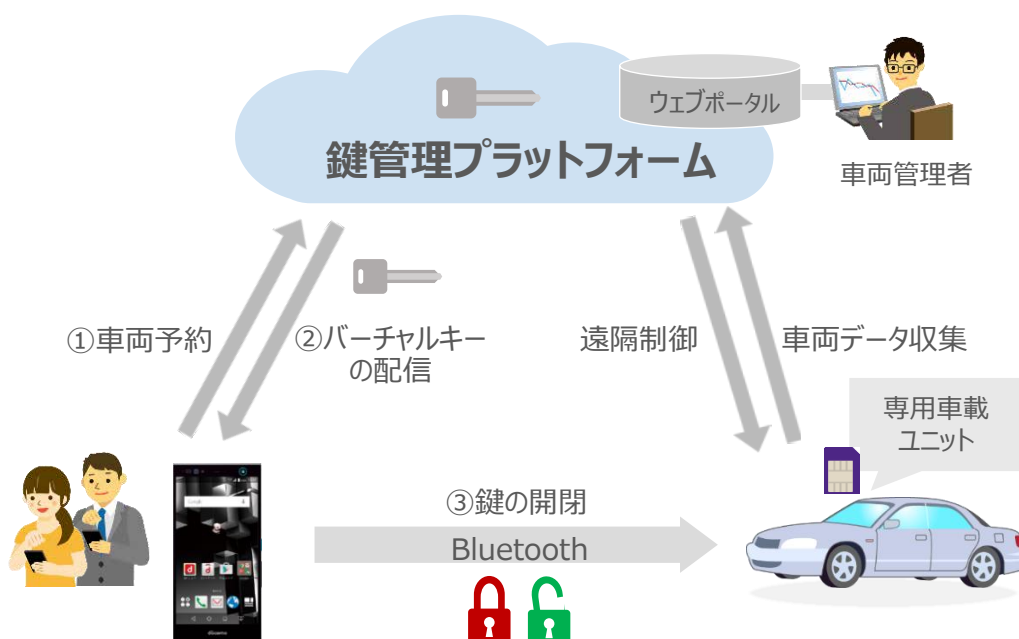 ウェブポータル
鍵管理プラットフォーム
車両管理者
①車両予約
②バーチャルキー
の配信
遠隔制御
車両データ収集
専用車載
ユニット
③鍵の開閉
Bluetooth
docomo